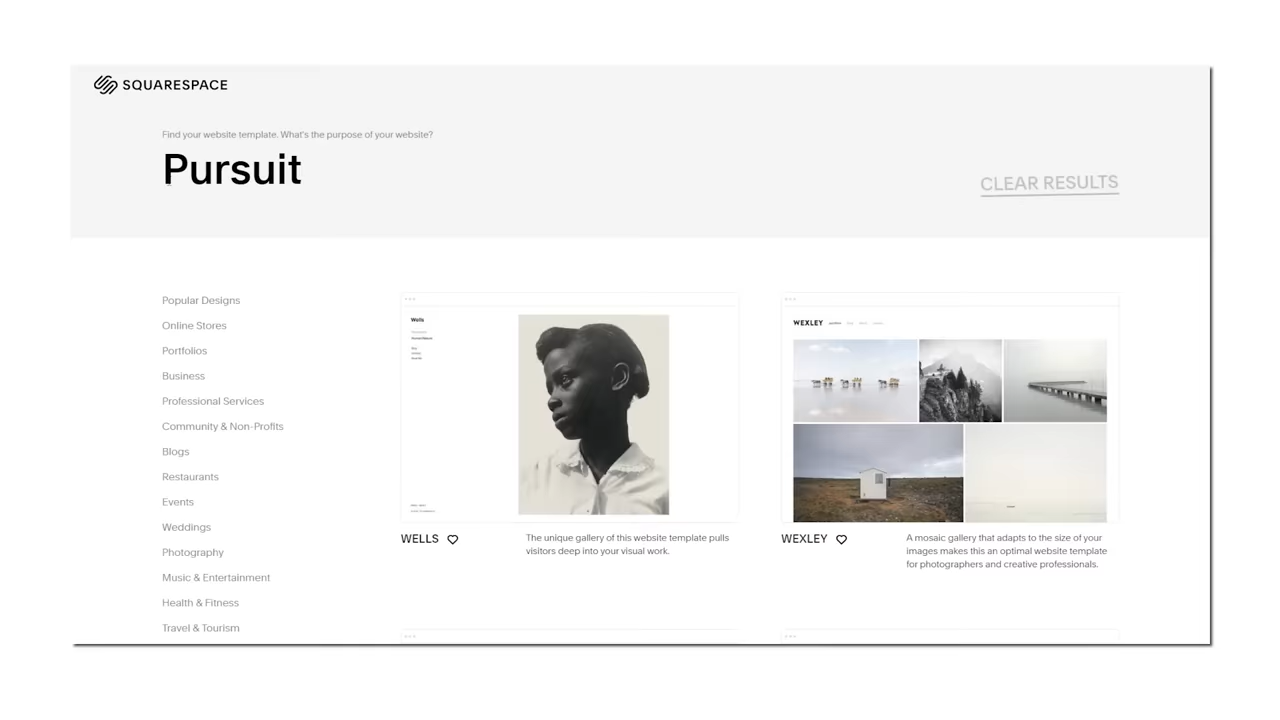 SQUARESPACE
Find your website template. What's the purpose of your website?
Pursuit
CLEAR RESULTS
Popular Designs
Online Stores
Portfolios
Business
Professional Services
Community & Non-Profits
Blogs
Restaurants
Events
Weddings
Photography
Music & Entertainment
Health & Fitness
Travel & Tourism
Wells
WELLS
The unique gallery of this website template pulls
visitors deep into your visual work.
WEXLEY
WEXLEY
A mosaic gallery that adapts to the size of your
images makes this an optimal website template
for photographers and creative professionals.